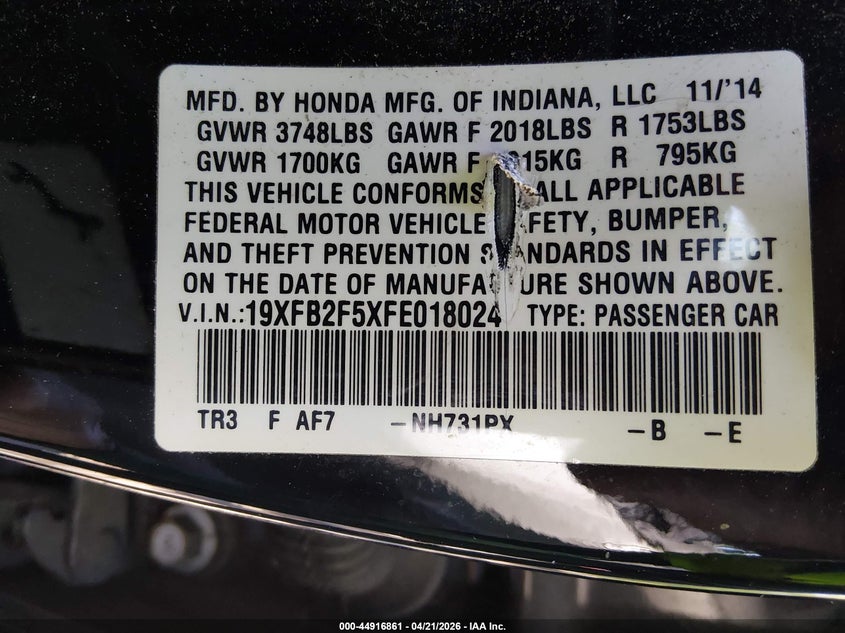 MFD. BY HONDA MFG. OF INDIANA, LLC 11/'14
GVWR 3748LBS GAWR F 2018LBS R 1753LBS
GVWR 1700KG GAWR F 15KG R 795KG
THIS VEHICLE CONFORMS ALL APPLICABLE
FEDERAL MOTOR VEHICLE FETY, BUMPER,
AND THEFT PREVENTION S ANDARDS IN EFFECT
ON THE DATE OF MANUFA URE SHOWN ABOVE.
V.I.N.:19XFB2F5XFE018024 TYPE: PASSENGER CAR
TR3 F AF7 -NH731PX -B -E
000-44916861 - 04/21/2026 - IAA Inc.